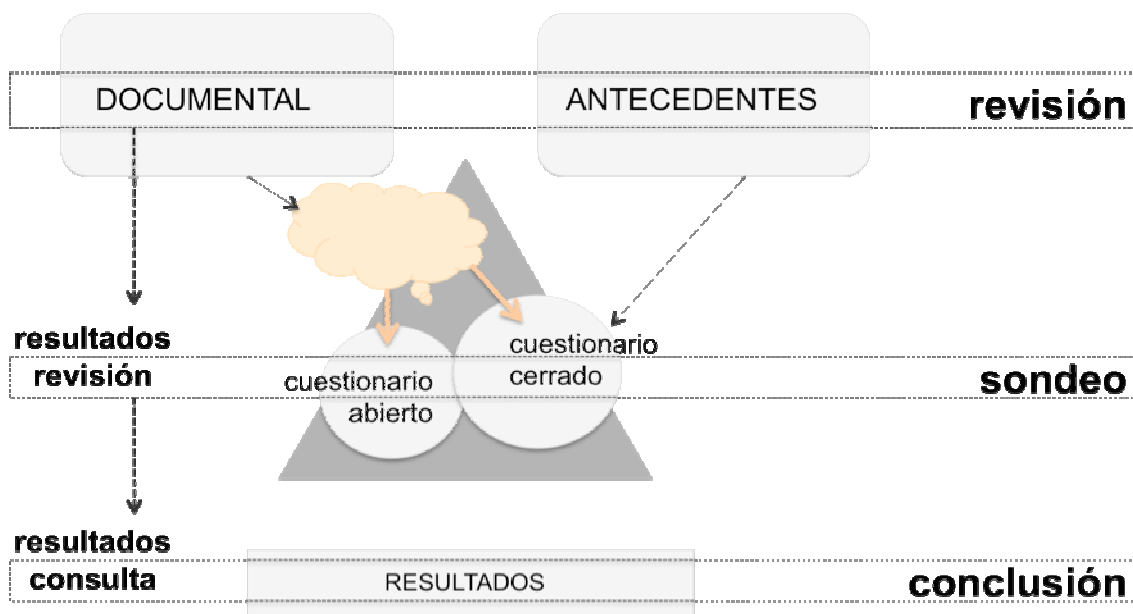 DOCUMENTAL
ANTECEDENTES
revisión
resultados
revisión
cuestionario
abierto
cuestionario
cerrado
sondeo
resultados
consulta
RESULTADOS
conclusión